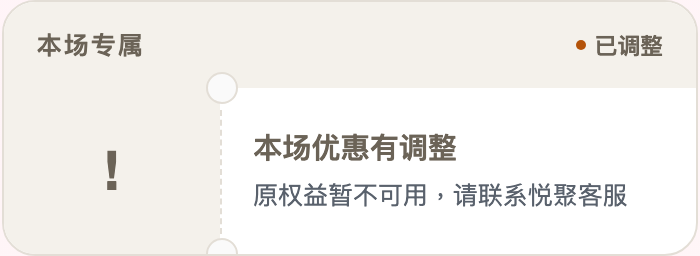 本场专属
已调整
!
本场优惠有调整
原权益暂不可用，请联系悦聚客服